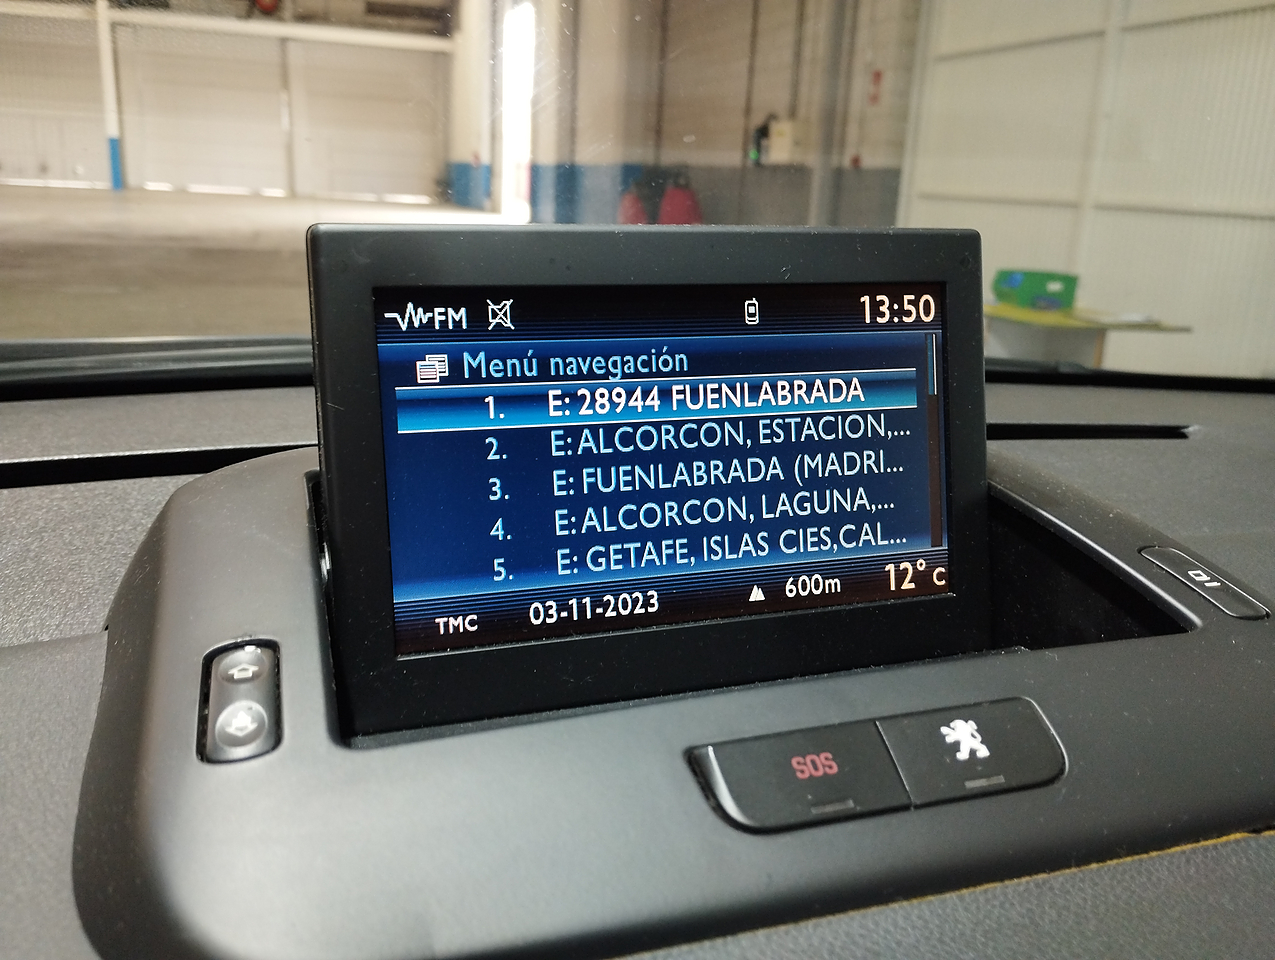 FM 13:50
Menú navegación
1. E: 28944 FUENLABRADA
2. E: ALCORCON, ESTACION,...
3. E: FUENLABRADA (MADRI...
4. E: ALCORCON, LAGUNA,...
5. E: GETAFE, ISLAS CIES,CAL...
TMC 03-11-2023 600m 12° C
SOS